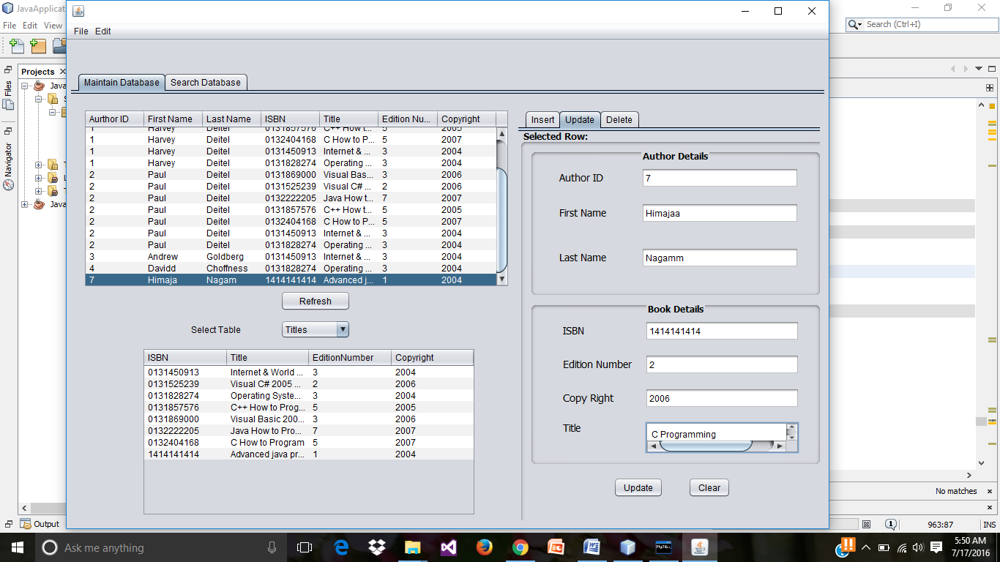 JavaApplicat
File Edit View
Search (Ctrl+I)
File Edit
Projects
Files
Navigator
Java
Java
Maintain Database Search Database
Aurthor ID First Name Last Name ISBN Title Edition Nu... Copyright
1 Harvey Deitel 0131857576 C++ How t... 5 2005
1 Harvey Deitel 0132404168 C How to P... 5 2007
1 Harvey Deitel 0131450913 Internet & ... 3 2004
1 Harvey Deitel 0131828274 Operating ... 3 2004
2 Paul Deitel 0131869000 Visual Bas... 3 2006
2 Paul Deitel 0131525239 Visual C# ... 2 2006
2 Paul Deitel 0132222205 Java How t... 7 2007
2 Paul Deitel 0131857576 C++ How t... 5 2005
2 Paul Deitel 0132404168 C How to P... 5 2007
2 Paul Deitel 0131450913 Internet & ... 3 2004
2 Paul Deitel 0131828274 Operating ... 3 2004
3 Andrew Goldberg 0131450913 Internet & ... 3 2004
4 Davidd Choffness 0131828274 Operating ... 3 2004
7 Himaja Nagam 1414141414 Advanced j... 1 2004
Refresh
Select Table Titles
ISBN Title EditionNumber Copyright
0131450913 Internet & World ... 3 2004
0131525239 Visual C# 2005 ... 2 2006
0131828274 Operating Syste... 3 2004
0131857576 C++ How to Prog... 5 2005
0131869000 Visual Basic 200... 3 2006
0132222205 Java How to Pro... 7 2007
0132404168 C How to Program 5 2007
1414141414 Advanced java pr... 1 2004
Insert Update Delete
Selected Row:
Author Details
Author ID 7
First Name Himajaa
Last Name Nagamm
Book Details
ISBN 1414141414
Edition Number 2
Copy Right 2006
Title C Programming
Update Clear
No matches
Output
1 963:87 INS
Ask me anything
MySQL
5:50 AM
7/17/2016